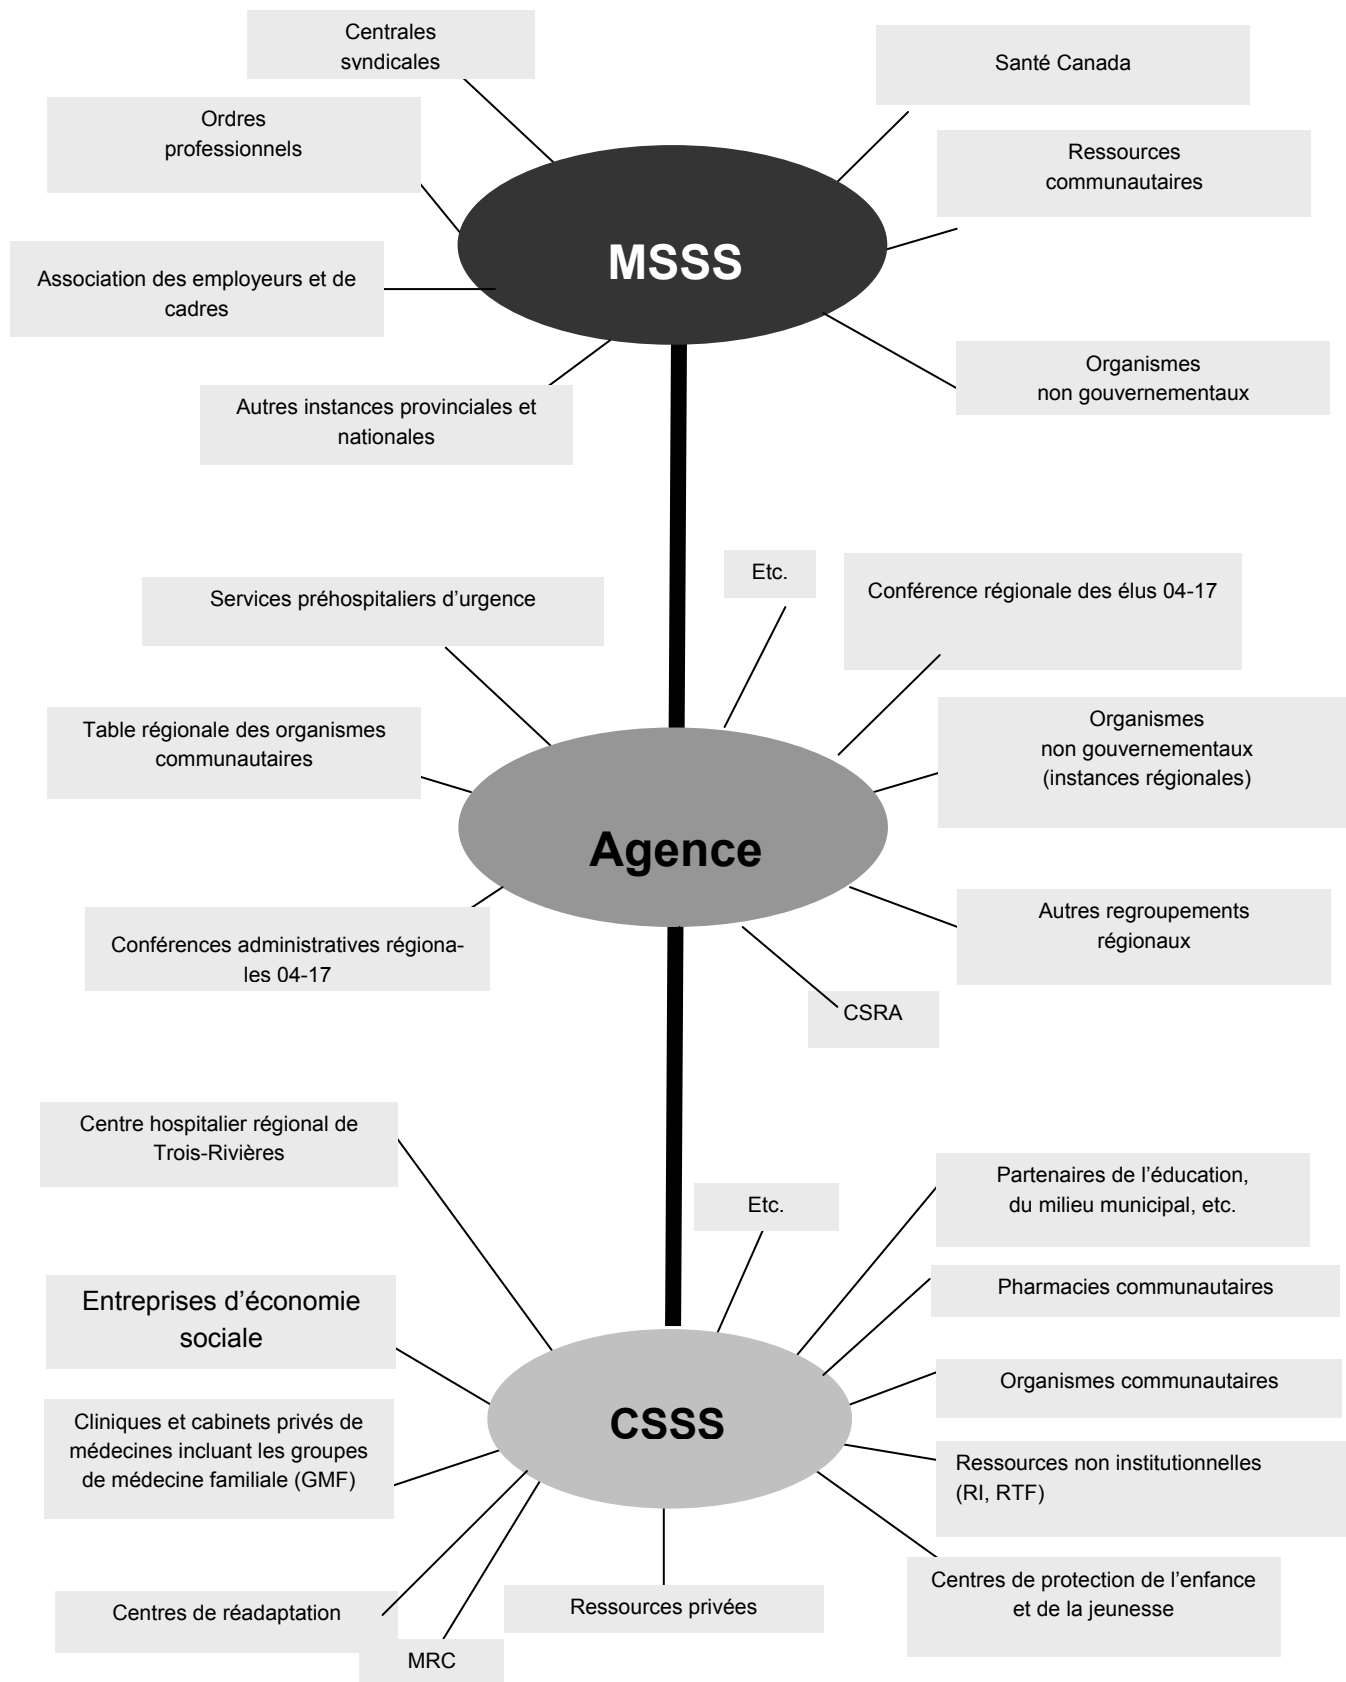 Centrales
syndicales
Santé Canada
Ordres
professionnels
Ressources
communautaires
MSSS
Association des employeurs et de
cadres
Organismes
non gouvernementaux
Autres instances provinciales et
nationales
Etc.
Services préhospitaliers d’urgence
Conférence régionale des élus 04-17
Table régionale des organismes
communautaires
Organismes
non gouvernementaux
(instances régionales)
Agence
Conférences administratives régiona-
les 04-17
Autres regroupements
régionaux
CSRA
Centre hospitalier régional de
Trois-Rivières
Partenaires de l’éducation,
du milieu municipal, etc.
Etc.
Pharmacies communautaires
Entreprises d’économie
sociale
Organismes communautaires
CSSS
Cliniques et cabinets privés de
médecines incluant les groupes
de médecine familiale (GMF)
Ressources non institutionnelles
(RI, RTF)
Centres de protection de l’enfance
et de la jeunesse
Centres de réadaptation
Ressources privées
MRC